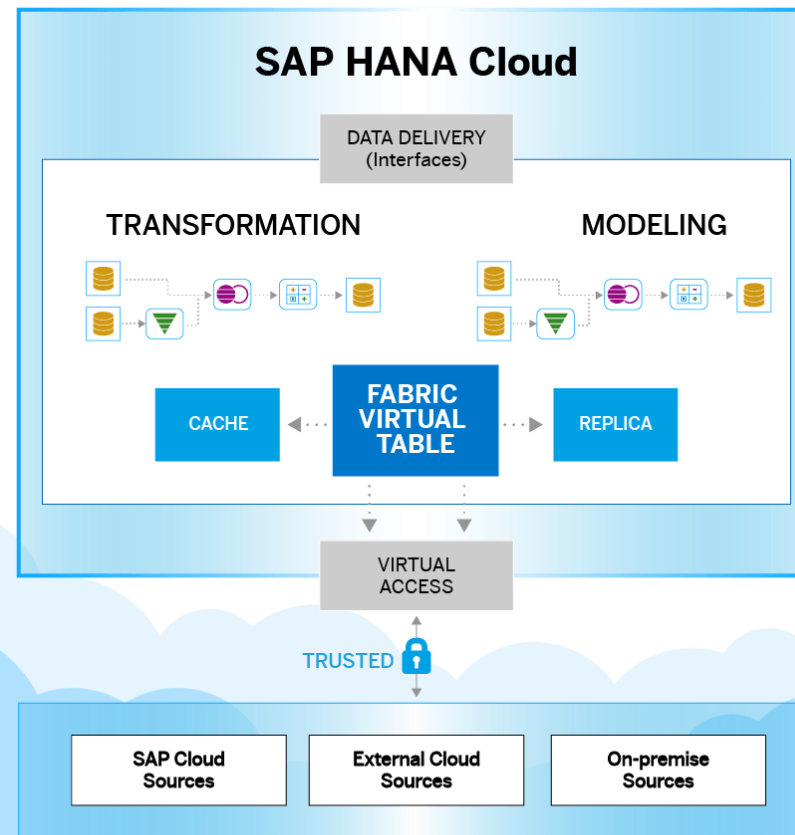 SAP HANA Cloud
DATA DELIVERY
(Interfaces)
TRANSFORMATION
MODELING
CACHE
FABRIC
VIRTUAL
TABLE
REPLICA
VIRTUAL
ACCESS
TRUSTED
SAP Cloud
Sources
External Cloud
Sources
On-premise
Sources